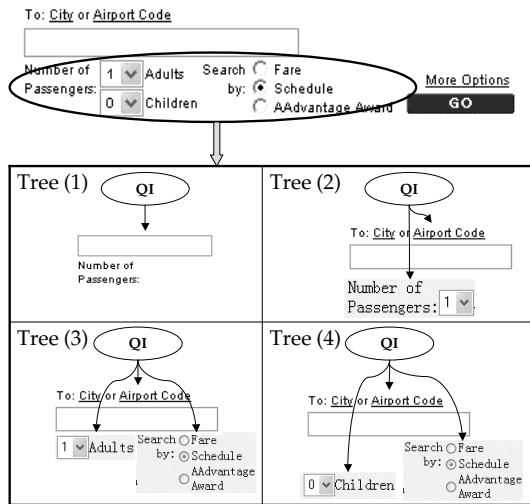 To: City or Airport Code
Number of Passengers: 1 Adults Search by: Fare
0 Children Schedule
AAdvantage Award
More Options
GO
Tree (1)
QI
Number of
Passengers:
Tree (2)
QI
To: City or Airport Code
Number of
Passengers: 1
Tree (3)
QI
To: City or Airport Code
1 Adults
Search Fare
by: Schedule
AAdvantage
Award
Tree (4)
QI
To: City or Airport Code
0 Children
Search Fare
by: Schedule
AAdvantage
Award